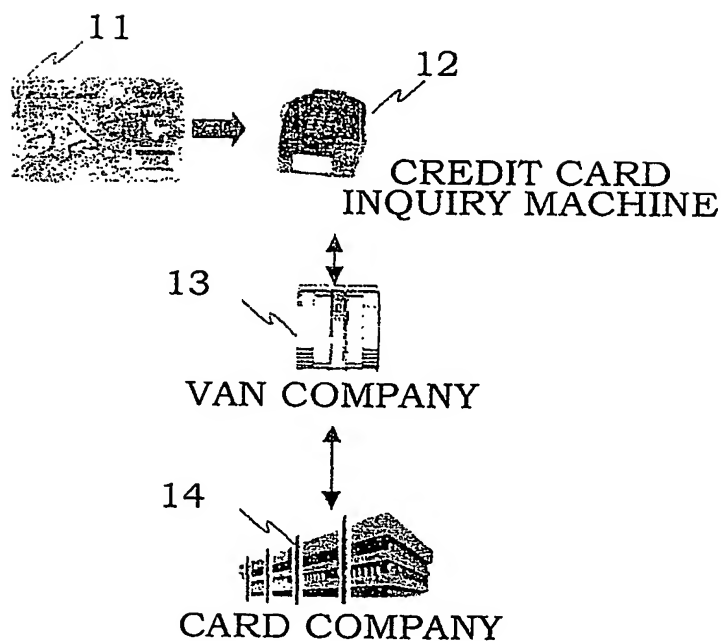 11
12
CREDIT CARD
INQUIRY MACHINE
13
VAN COMPANY
14
CARD COMPANY